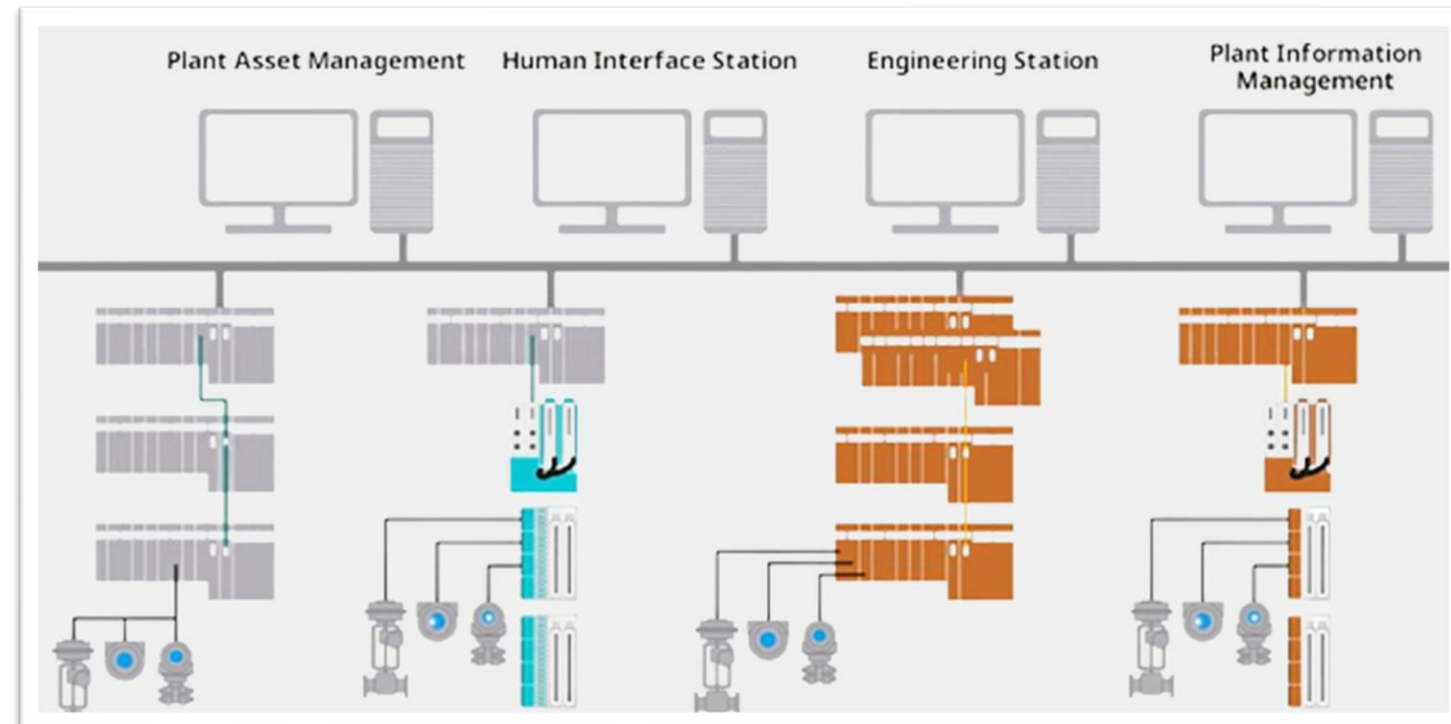 Plant Asset Management
Human Interface Station
Engineering Station
Plant Information
Management